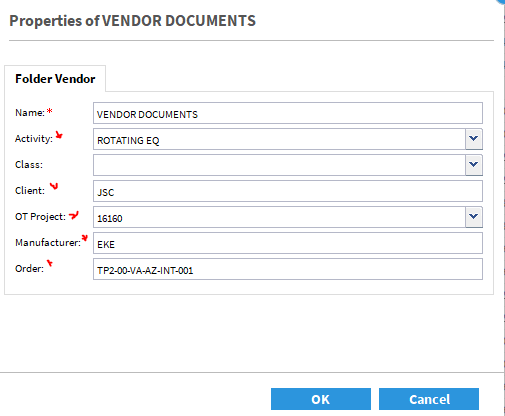 Properties of VENDOR DOCUMENTS
Folder Vendor
Name: * VENDOR DOCUMENTS
Activity: ROTATING EQ
Class:
Client: JSC
OT Project: 16160
Manufacturer: EKE
Order: TP2-00-VA-AZ-INT-001
OK Cancel